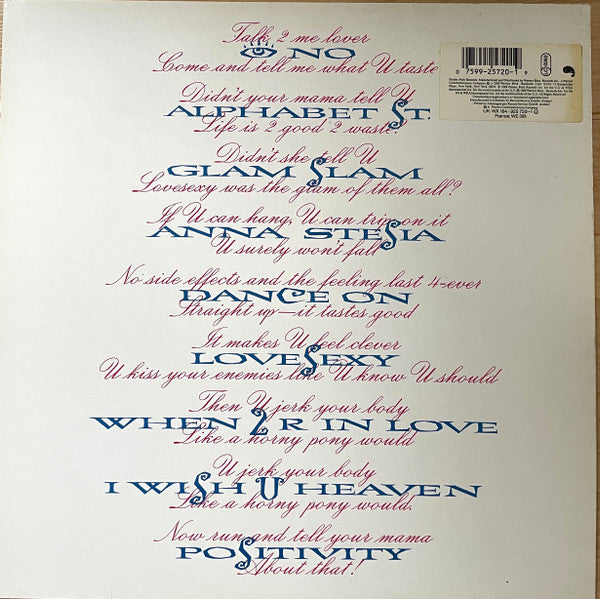 Talk 2 me lover
NO
Come and tell me what U taste
Didn't your mama tell U
ALPHABET ST.
Life is 2 good 2 waste?
Didn't she tell U
GLAM SLAM
Lovesexy was the glam of them all?
If U can hang, U can trip on it
ANNA STESIA
U surely won't fall
No side effects and the feeling last 4-ever
DANCE ON
Straight up—it tastes good
It makes U feel clever
LOVESEXY
U kiss your enemies like U know U should
Then U jerk your body
WHEN 2 R IN LOVE
Like a horny pony would
U jerk your body
I WISH U HEAVEN
Like a horny pony would.
Now run and tell your mama
POSITIVITY
About that!
0 7599-25720-1 9
France: WE 381